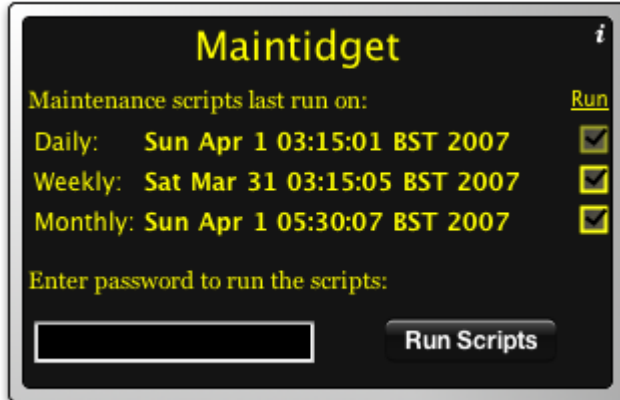 Maintidget
i
Maintenance scripts last run on: Run
Daily: Sun Apr 1 03:15:01 BST 2007
Weekly: Sat Mar 31 03:15:05 BST 2007
Monthly: Sun Apr 1 05:30:07 BST 2007
Enter password to run the scripts:
Run Scripts